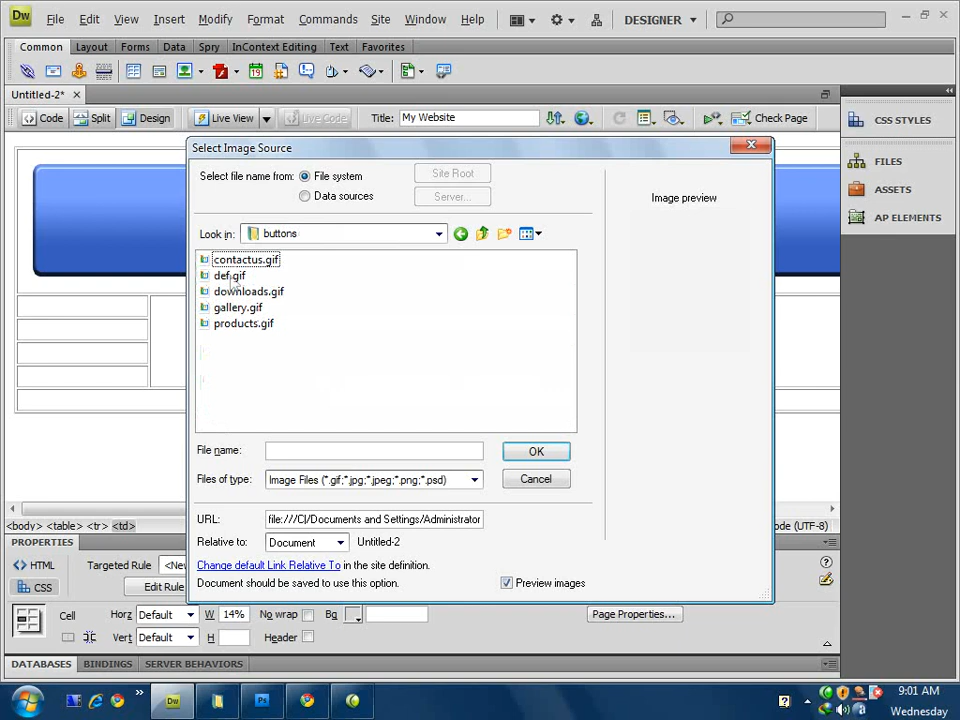 Dw File Edit View Insert Modify Format Commands Site Window Help DESIGNER
Common Layout Forms Data Spry InContext Editing Text Favorites
Untitled-2*
Code Split Design Live View Live Code Title: My Website Check Page
Select Image Source
Select file name from: File system Site Root
Data sources Server...
Image preview
Look in: buttons
contactus.gif
def.gif
downloads.gif
gallery.gif
products.gif
File name: OK
Files of type: Image Files (*.gif;*.jpg;*.jpeg;*.png;*.psd) Cancel
URL: file:///C|/Documents and Settings/Administrator
Relative to: Document Untitled-2
Change default Link Relative To in the site definition.
Document should be saved to use this option. Preview images
CSS STYLES
FILES
ASSETS
AP ELEMENTS
<body> <table> <tr> <td> (UTF-8)
PROPERTIES
<> HTML Targeted Rule <New
CSS Edit Rule
Cell Horz Default W 14% No wrap Bg Page Properties...
Vert Default H Header
DATABASES BINDINGS SERVER BEHAVIORS
Dw Ps 9:01 AM
Wednesday